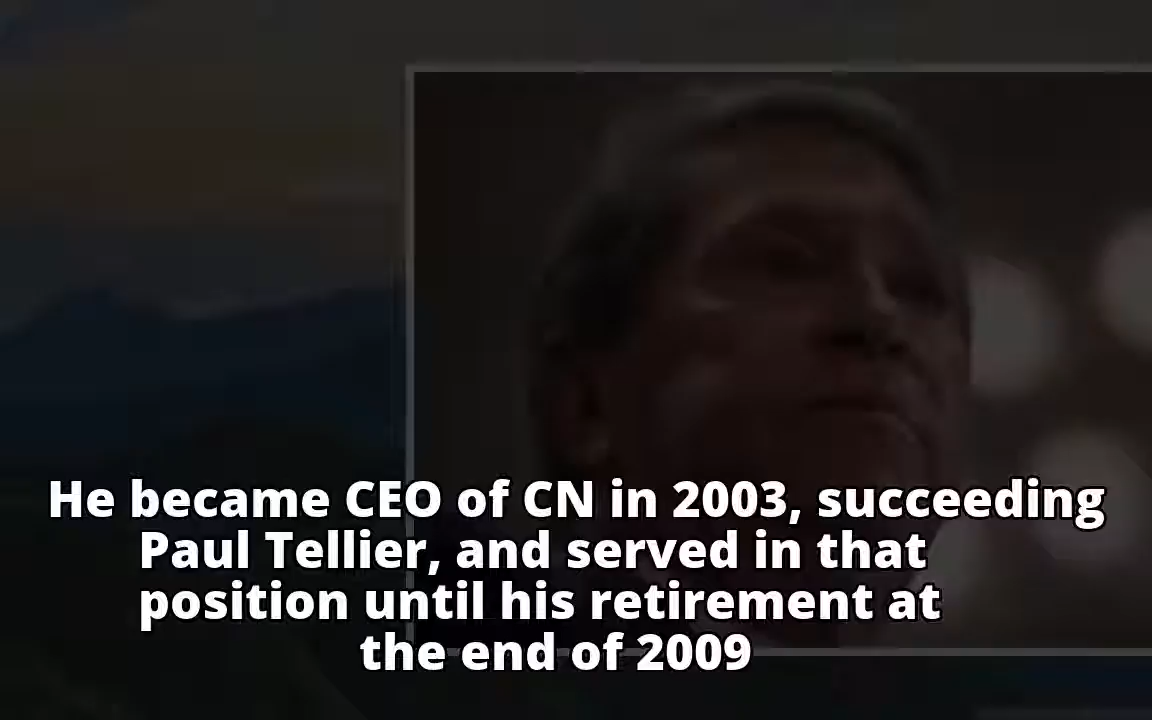 He became CEO of CN in 2003, succeeding
Paul Tellier, and served in that
position until his retirement at
the end of 2009